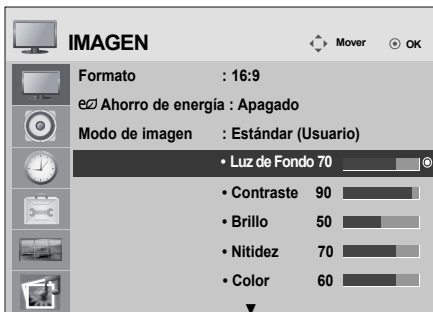 IMAGEN
Mover
OK
Formato : 16:9
Ahorro de energía : Apagado
Modo de imagen : Estándar (Usuario)
• Luz de Fondo 70
• Contraste 90
• Brillo 50
• Nitidez 70
• Color 60